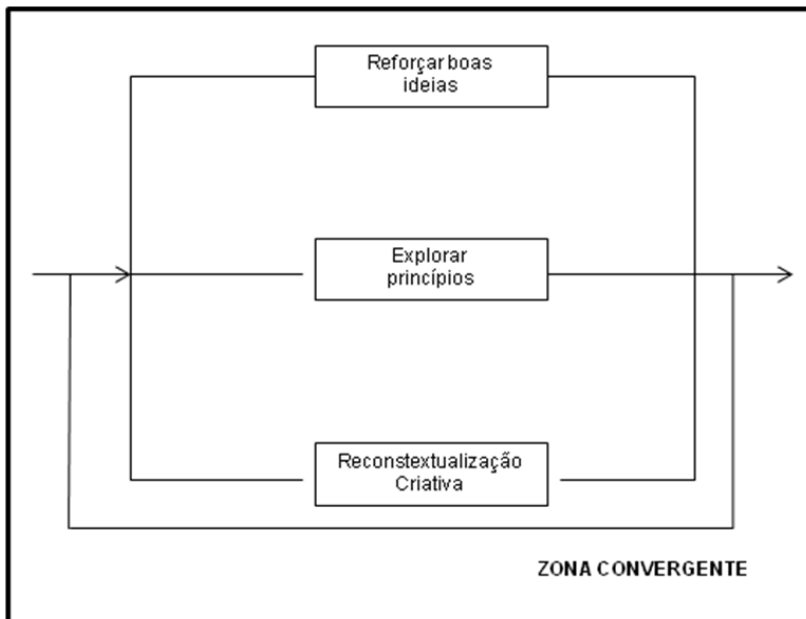 Reforçar boas
ideias
Explorar
princípios
Reconstextualização
Criativa
ZONA CONVERGENTE